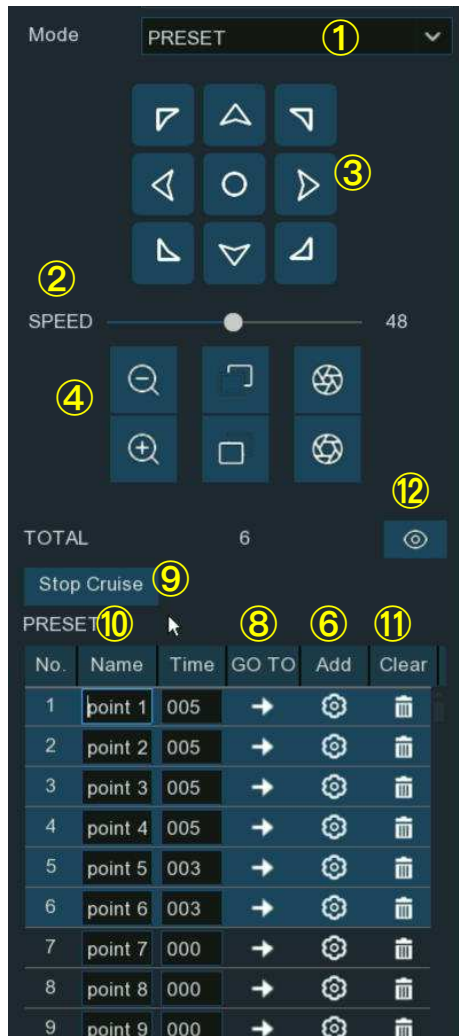 Mode PRESET ①
③
②
SPEED 48
④
⑫
TOTAL 6
Stop Cruise ⑨
PRESET ⑩ ⑧ ⑥ ⑪
No. Name Time GO TO Add Clear
1 point 1 005
2 point 2 005
3 point 3 005
4 point 4 005
5 point 5 003
6 point 6 003
7 point 7 000
8 point 8 000
9 point 9 000